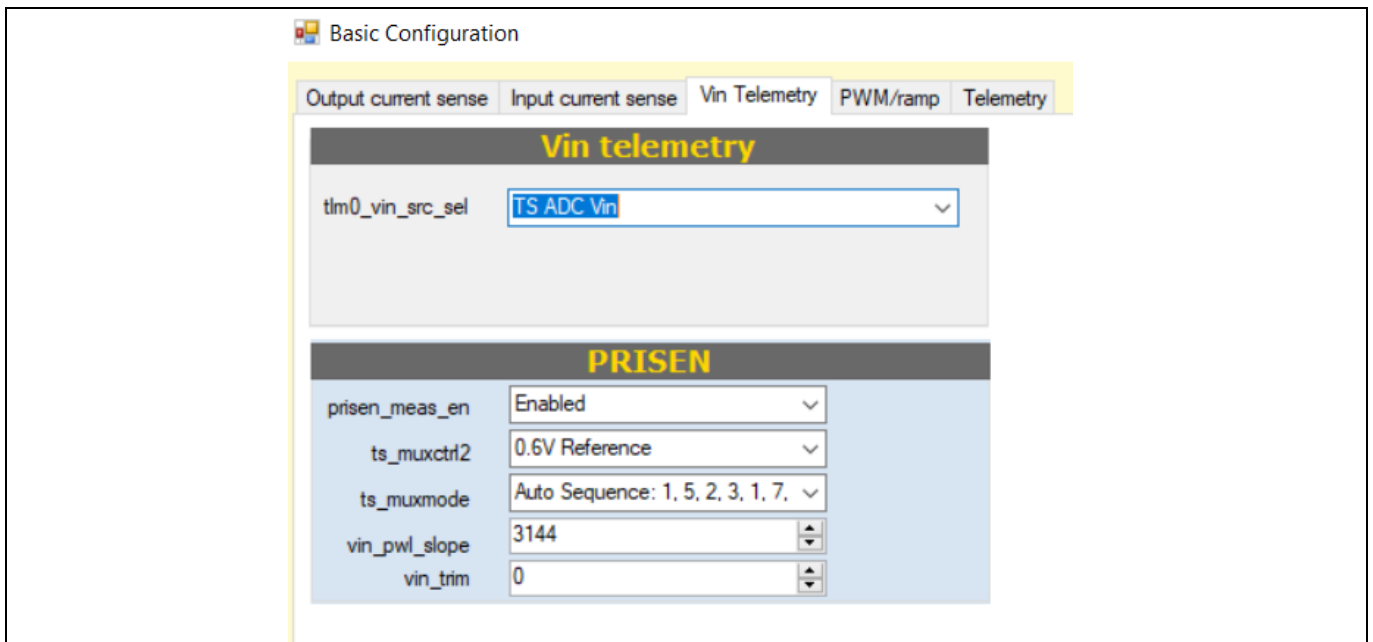 Basic Configuration
Output current sense Input current sense Vin Telemetry PWM/ramp Telemetry
Vin telemetry
tlm0_vin_src_sel TS ADC Vin
PRISEN
prisen_meas_en Enabled
ts_muxctrl2 0.6V Reference
ts_muxmode Auto Sequence: 1, 5, 2, 3, 1, 7,
vin_pwl_slope 3144
vin_trim 0